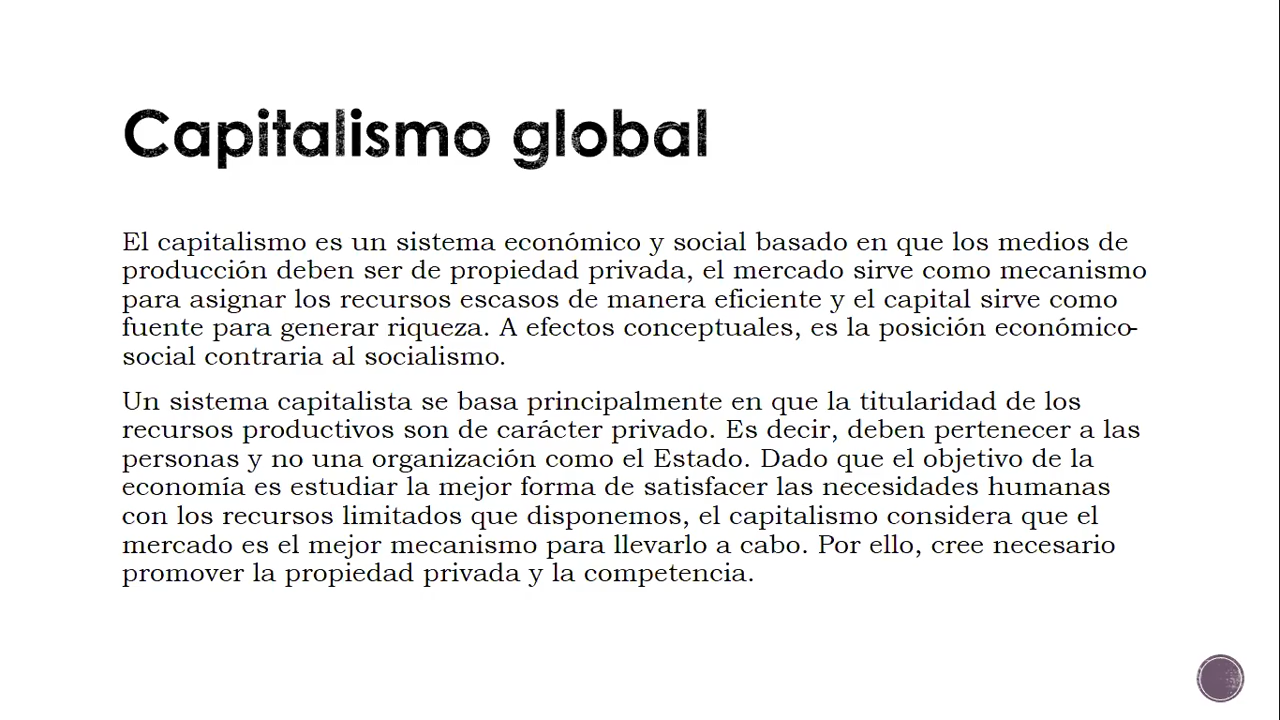 Capitalismo global
El capitalismo es un sistema económico y social basado en que los medios de
producción deben ser de propiedad privada, el mercado sirve como mecanismo
para asignar los recursos escasos de manera eficiente y el capital sirve como
fuente para generar riqueza. A efectos conceptuales, es la posición económico-
social contraria al socialismo.
Un sistema capitalista se basa principalmente en que la titularidad de los
recursos productivos son de carácter privado. Es decir, deben pertenecer a las
personas y no una organización como el Estado. Dado que el objetivo de la
economía es estudiar la mejor forma de satisfacer las necesidades humanas
con los recursos limitados que disponemos, el capitalismo considera que el
mercado es el mejor mecanismo para llevarlo a cabo. Por ello, cree necesario
promover la propiedad privada y la competencia.